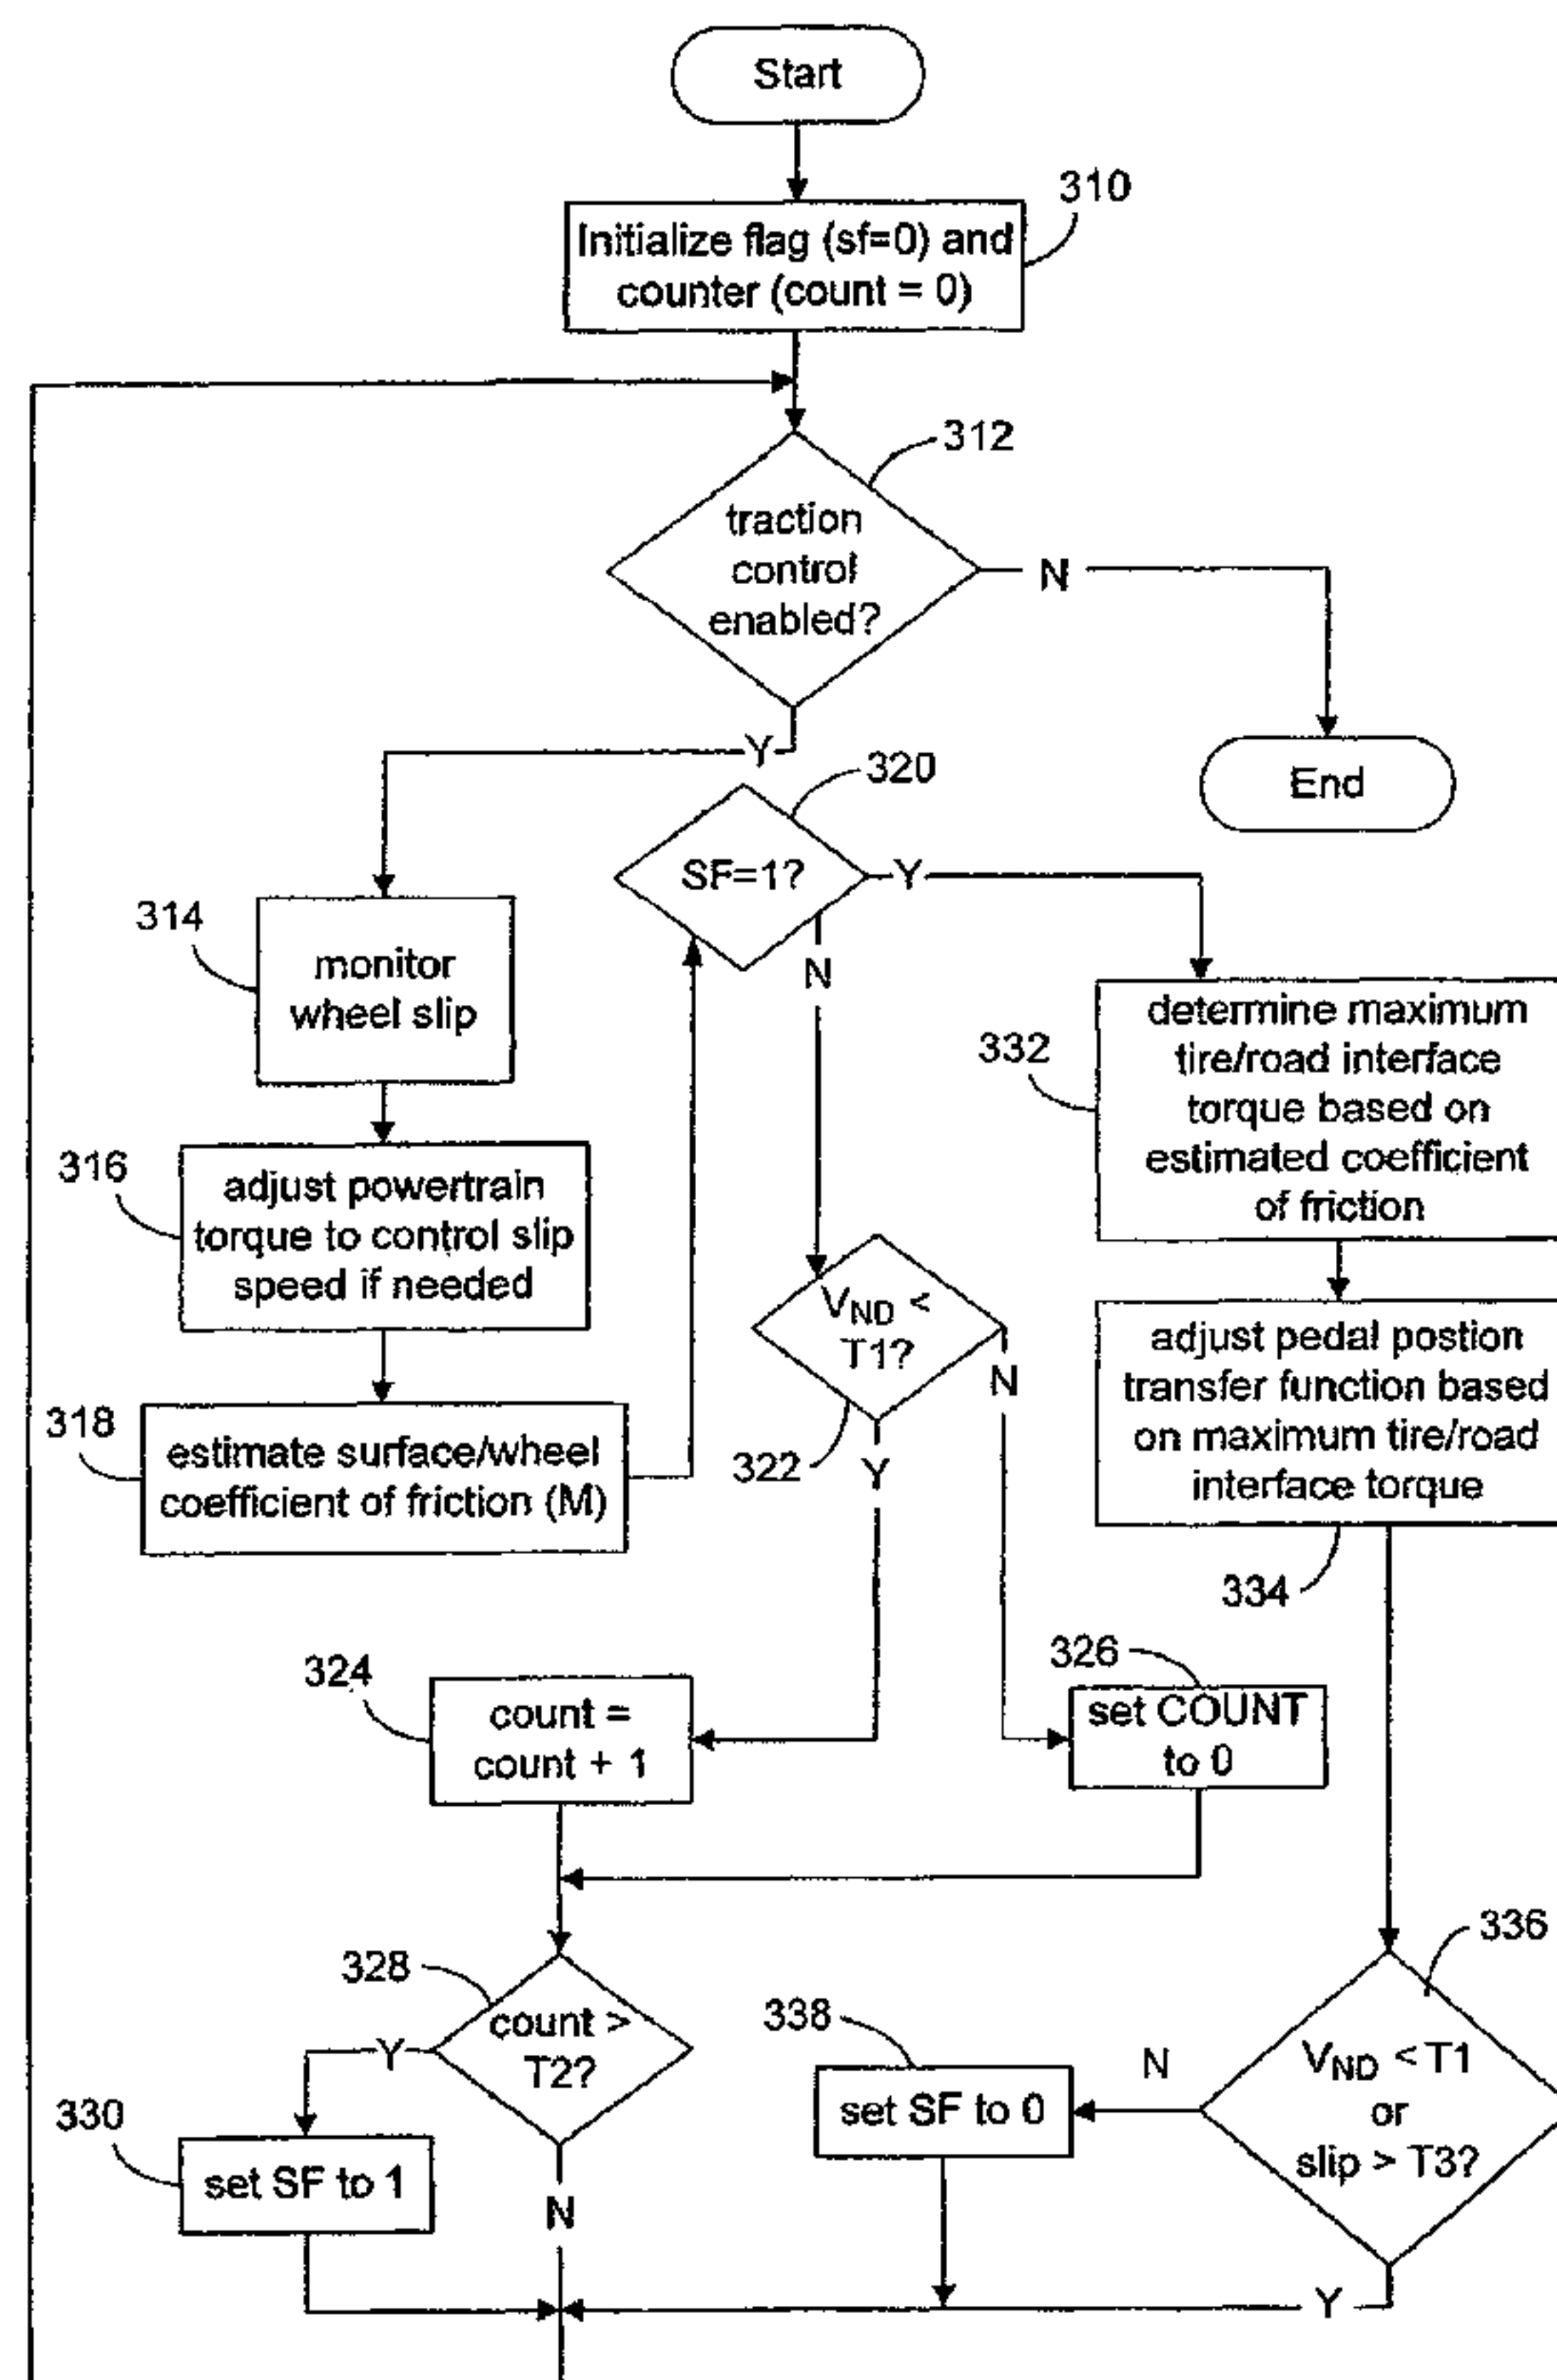 Start
310
Initialize flag (sf=0) and
counter (count = 0)
312
traction
control
enabled?
N
Y
End
320
SF=1?
Y
N
314
monitor
wheel slip
332
determine maximum
tire/road interface
torque based on
estimated coefficient
of friction
316
adjust powertrain
torque to control slip
speed if needed
VND <
T1?
322
N
Y
334
adjust pedal postion
transfer function based
on maximum tire/road
interface torque
318
estimate surface/wheel
coefficient of friction (M)
324
count =
count + 1
326
set COUNT
to 0
328
count >
T2?
Y
N
336
VND < T1
or
slip > T3?
N
Y
338
set SF to 0
330
set SF to 1